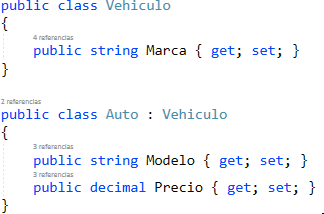 public class Vehiculo
{
4 referencias
public string Marca { get; set; }
}
2 referencias
public class Auto : Vehiculo
{
3 referencias
public string Modelo { get; set; }
3 referencias
public decimal Precio { get; set; }
}